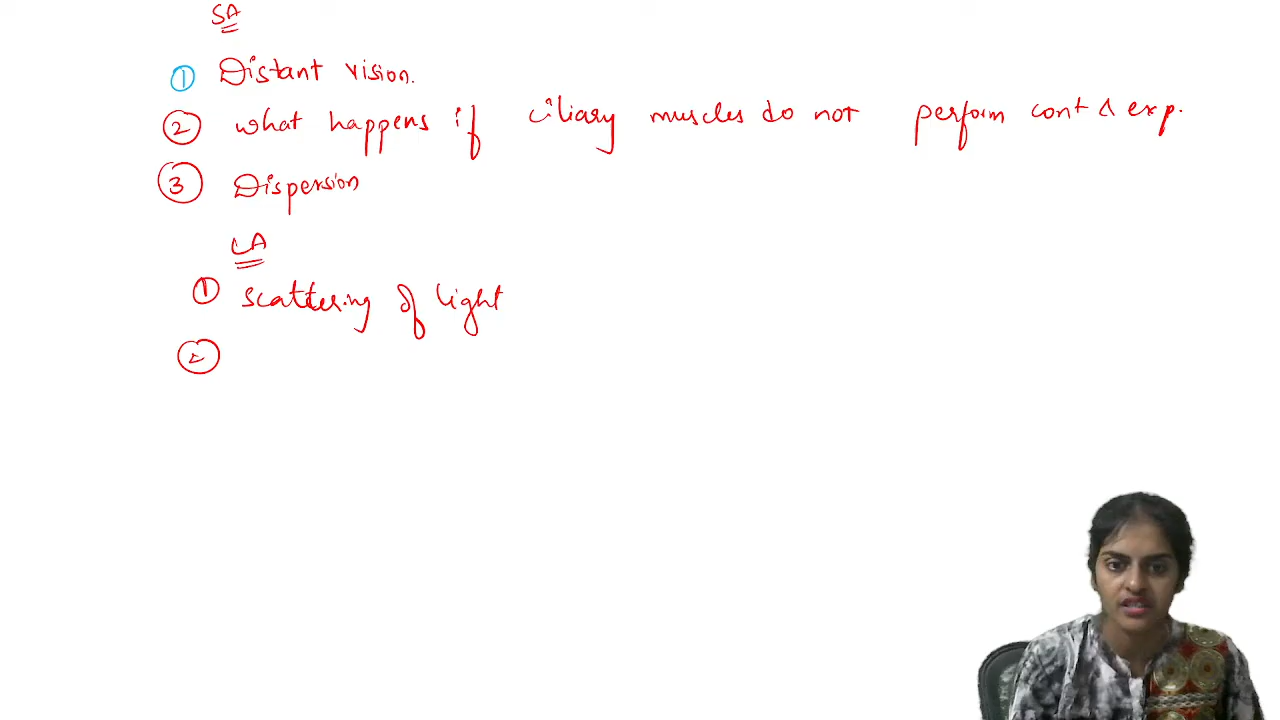 SA
① Distant vision.
② what happens if ciliary muscles do not perform cont & exp.
③ Dispersion
LA
① scattering of light
②